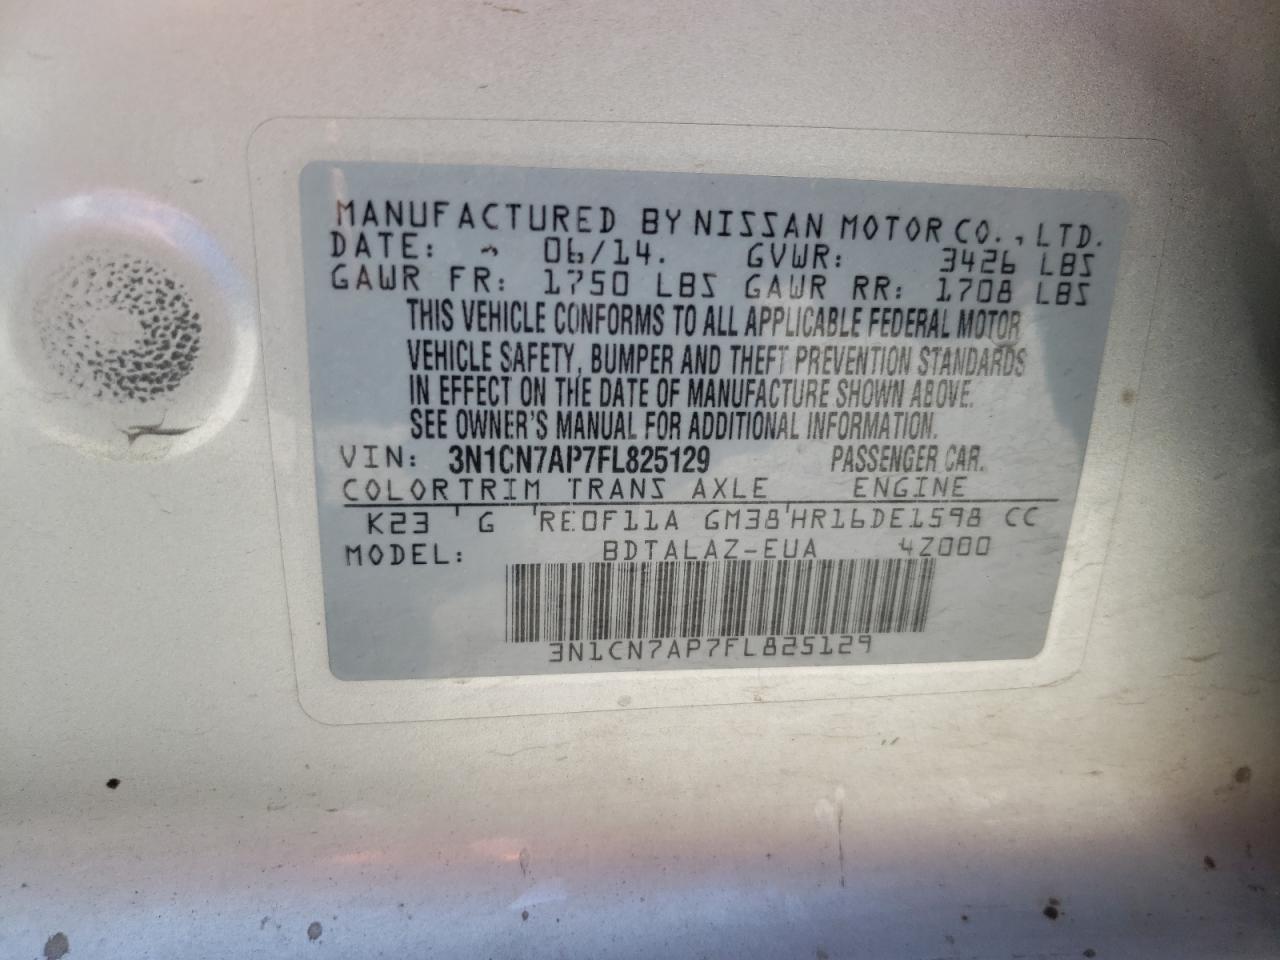 MANUFACTURED BY NISSAN MOTOR CO., LTD.
DATE: 06/14. GVWR: 3426 LBS
GAWR FR: 1750 LBS GAWR RR: 1708 LBS
THIS VEHICLE CONFORMS TO ALL APPLICABLE FEDERAL MOTOR
VEHICLE SAFETY, BUMPER AND THEFT PREVENTION STANDARDS
IN EFFECT ON THE DATE OF MANUFACTURE SHOWN ABOVE.
SEE OWNER'S MANUAL FOR ADDITIONAL INFORMATION.
VIN: 3N1CN7AP7FL825129 PASSENGER CAR.
COLORTRIM TRANS AXLE ENGINE
K23 ' G 'RE0F11A GM38'HR16DE1598 CC
MODEL: BDTALAZ-EUA 4Z000
3N1CN7AP7FL825129